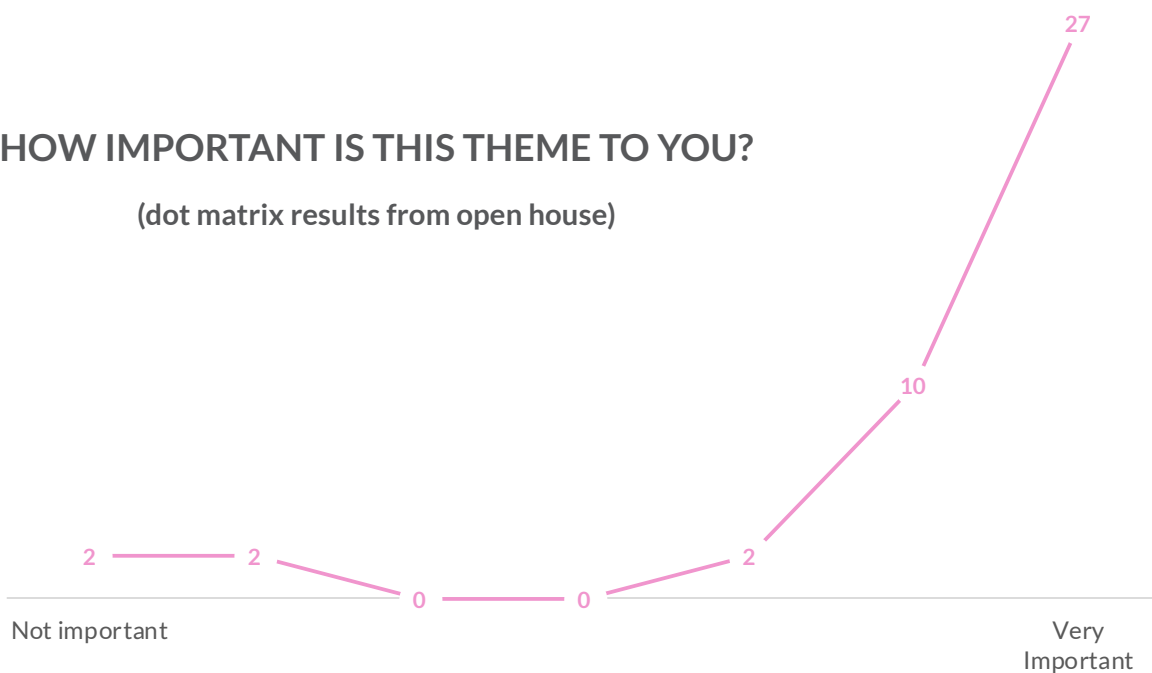 27
HOW IMPORTANT IS THIS THEME TO YOU?
(dot matrix results from open house)
10
2 2 0 0 2
Not important
Very
Important